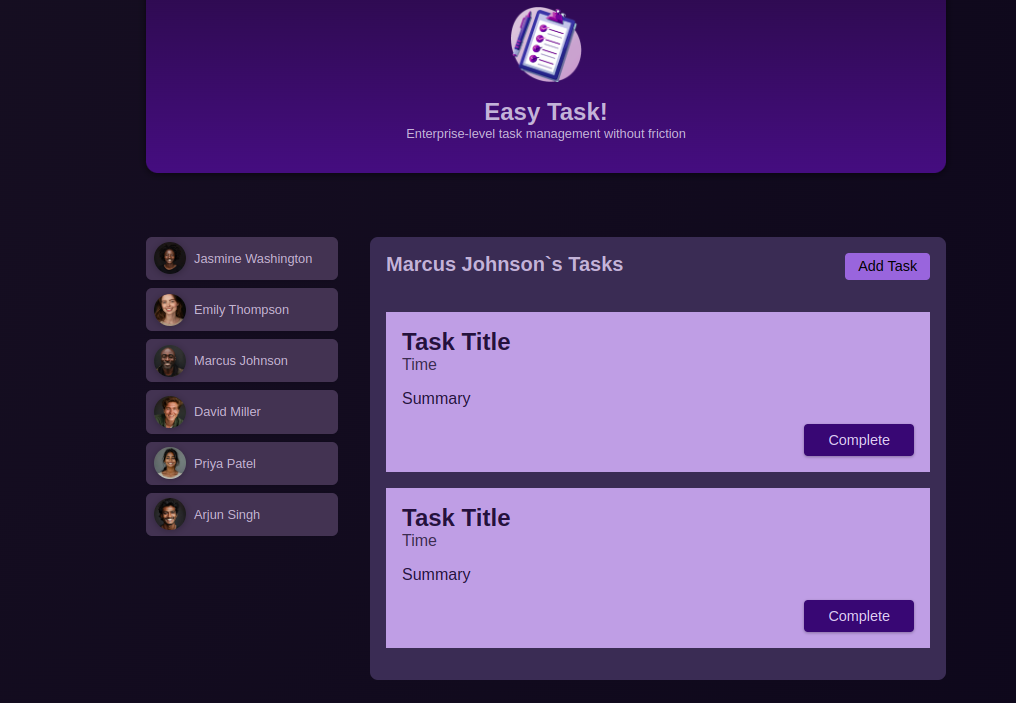 Easy Task!
Enterprise-level task management without friction
Jasmine Washington
Emily Thompson
Marcus Johnson
David Miller
Priya Patel
Arjun Singh
Marcus Johnson`s Tasks
Add Task
Task Title
Time
Summary
Complete
Task Title
Time
Summary
Complete